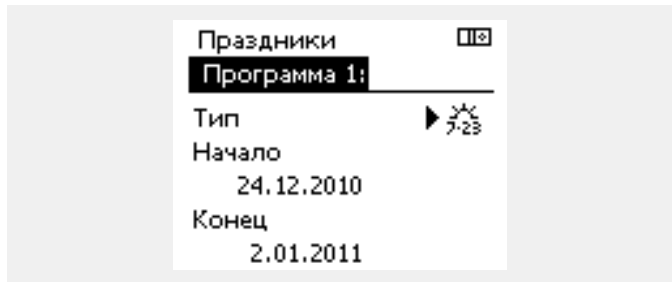 Праздники
Программа 1:
Тип
7-23
Начало
24.12.2010
Конец
2.01.2011